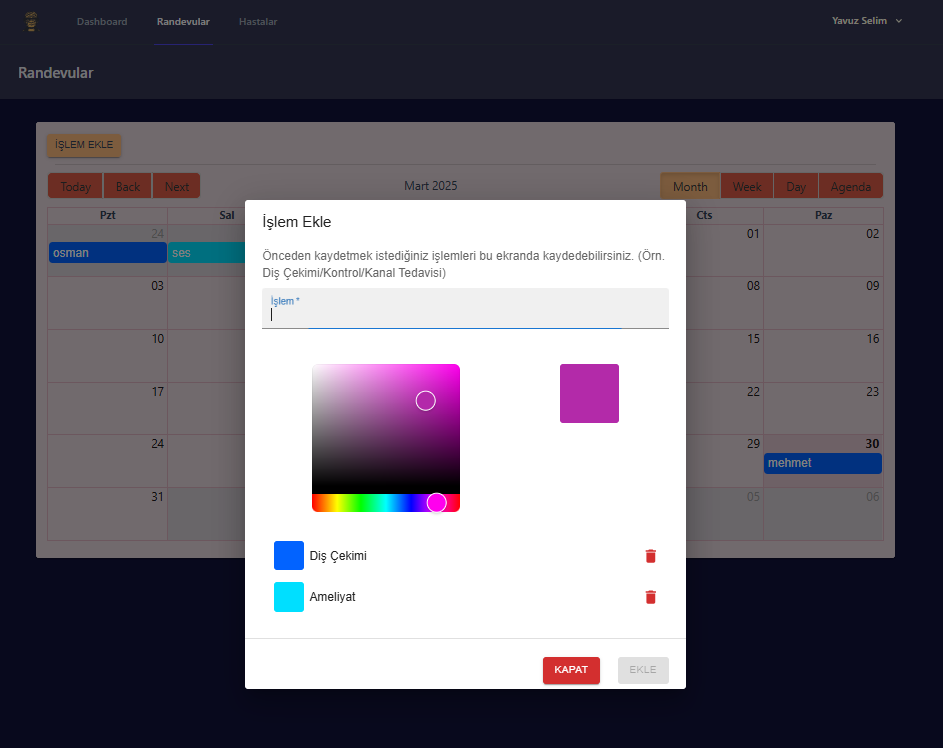 Dashboard Randevular Hastalar Yavuz Selim
Randevular
İŞLEM EKLE
Today Back Next Mart 2025 Month Week Day Agenda
Pzt Sal Cts Paz
24 01 02
osman ses
03 08 09
10 15 16
17 22 23
24 29 30
mehmet
31 05 06
İşlem Ekle
Önceden kaydetmek istediğiniz işlemleri bu ekranda kaydedebilirsiniz. (Örn.
Diş Çekimi/Kontrol/Kanal Tedavisi)
İşlem *
Diş Çekimi
Ameliyat
KAPAT EKLE